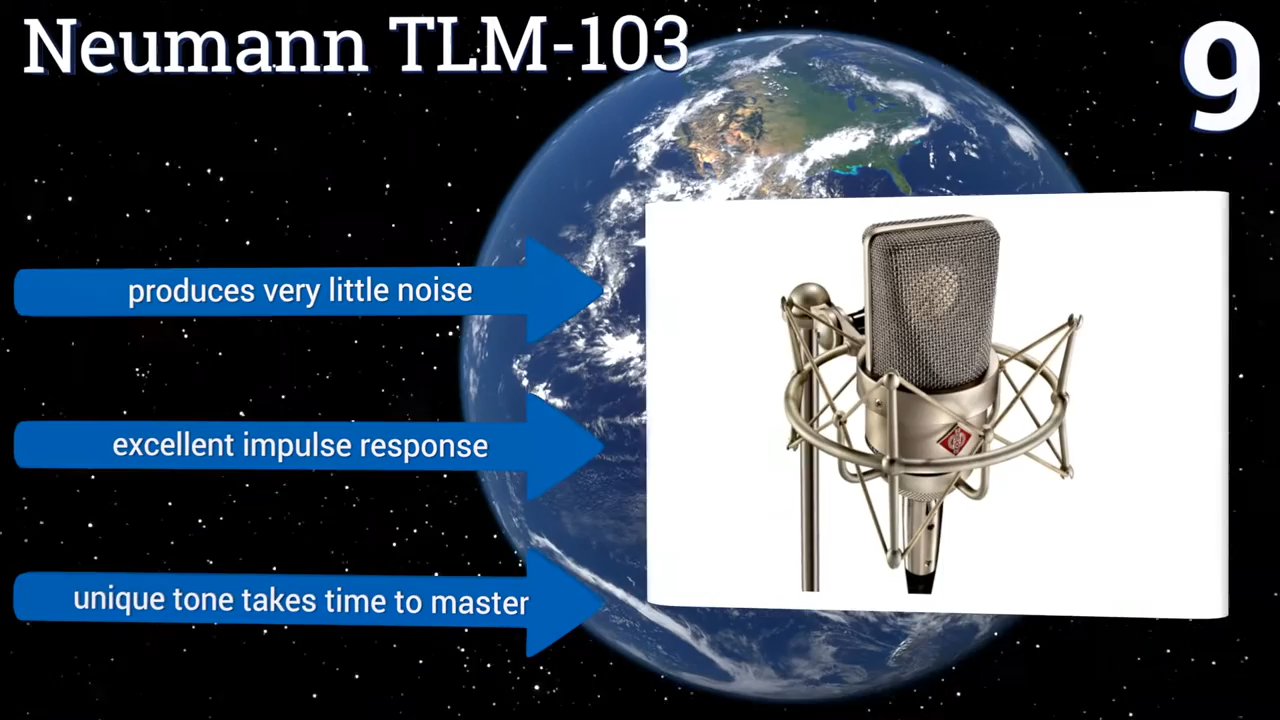 Neumann TLM-103
9
produces very little noise
excellent impulse response
unique tone takes time to master